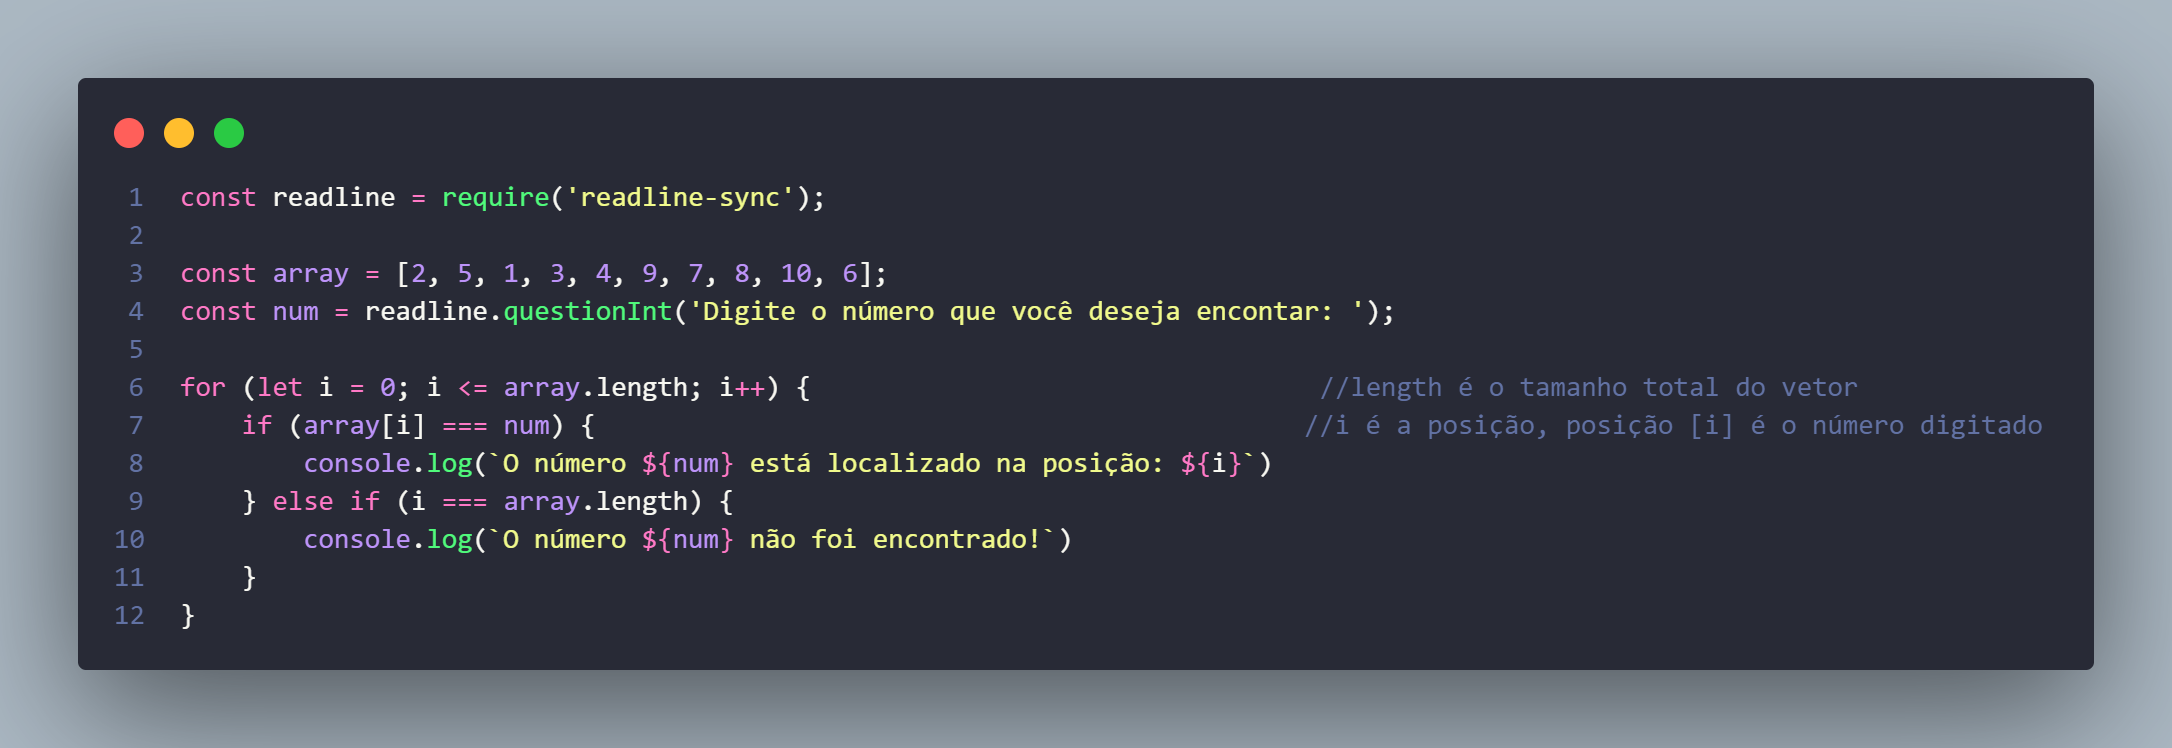 1 const readline = require('readline-sync');
2
3 const array = [2, 5, 1, 3, 4, 9, 7, 8, 10, 6];
4 const num = readline.questionInt('Digite o número que você deseja encontar: ');
5
6 for (let i = 0; i <= array.length; i++) { //length é o tamanho total do vetor
7 if (array[i] === num) { //i é a posição, posição [i] é o número digitado
8 console.log(`O número ${num} está localizado na posição: ${i}`)
9 } else if (i === array.length) {
10 console.log(`O número ${num} não foi encontrado!`)
11 }
12 }